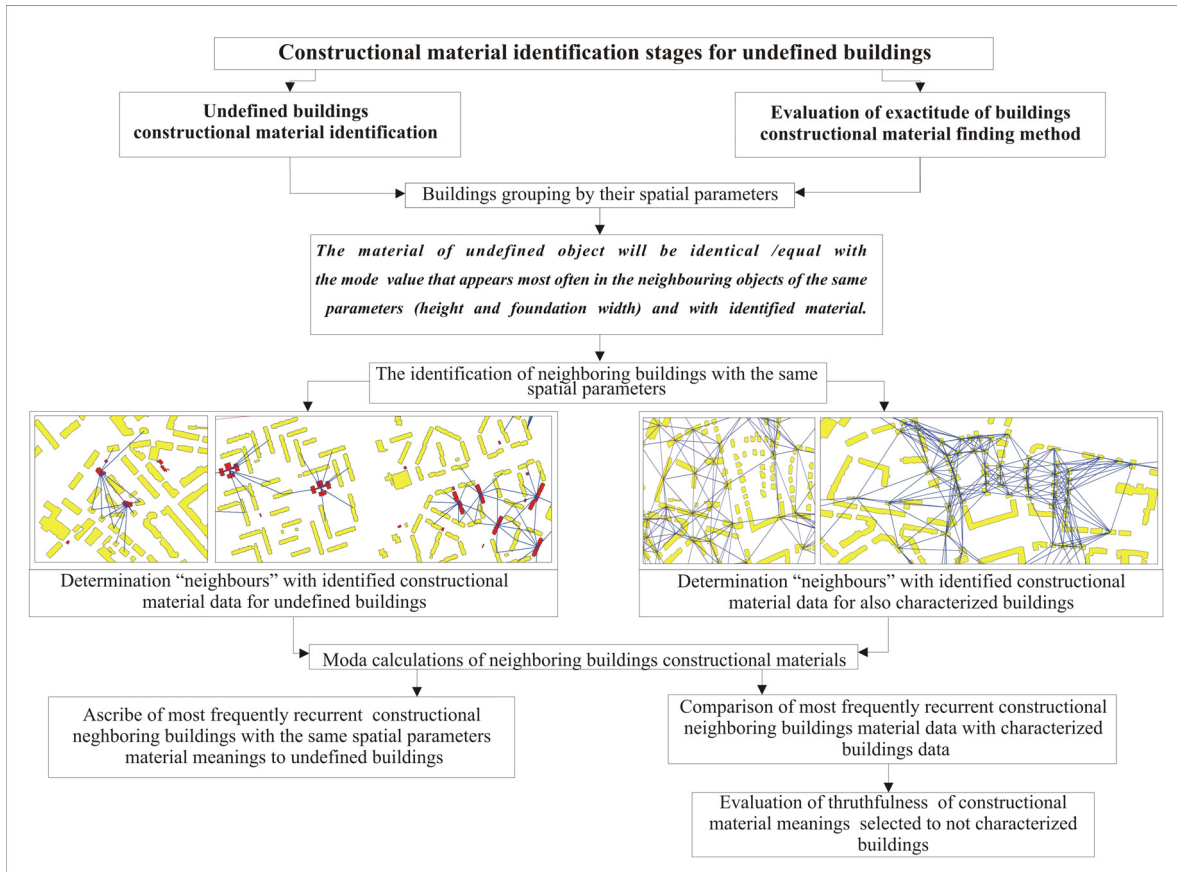 Constructional material identification stages for undefined buildings
Undefined buildings
constructional material identification
Evaluation of exactitude of buildings
constructional material finding method
Buildings grouping by their spatial parameters
The material of undefined object will be identical /equal with
the mode value that appears most often in the neighbouring objects of the same
parameters (height and foundation width) and with identified material.
The identification of neighboring buildings with the same
spatial parameters
Determination “neighbours” with identified constructional
material data for undefined buildings
Determination “neighbours” with identified constructional
material data for also characterized buildings
Moda calculations of neighboring buildings constructional materials
Ascribe of most frequently recurrent constructional
neghboring buildings with the same spatial parameters
material meanings to undefined buildings
Comparison of most frequently recurrent constructional
neighboring buildings material data with characterized
buildings data
Evaluation of thruthfulness of constructional
material meanings selected to not characterized
buildings